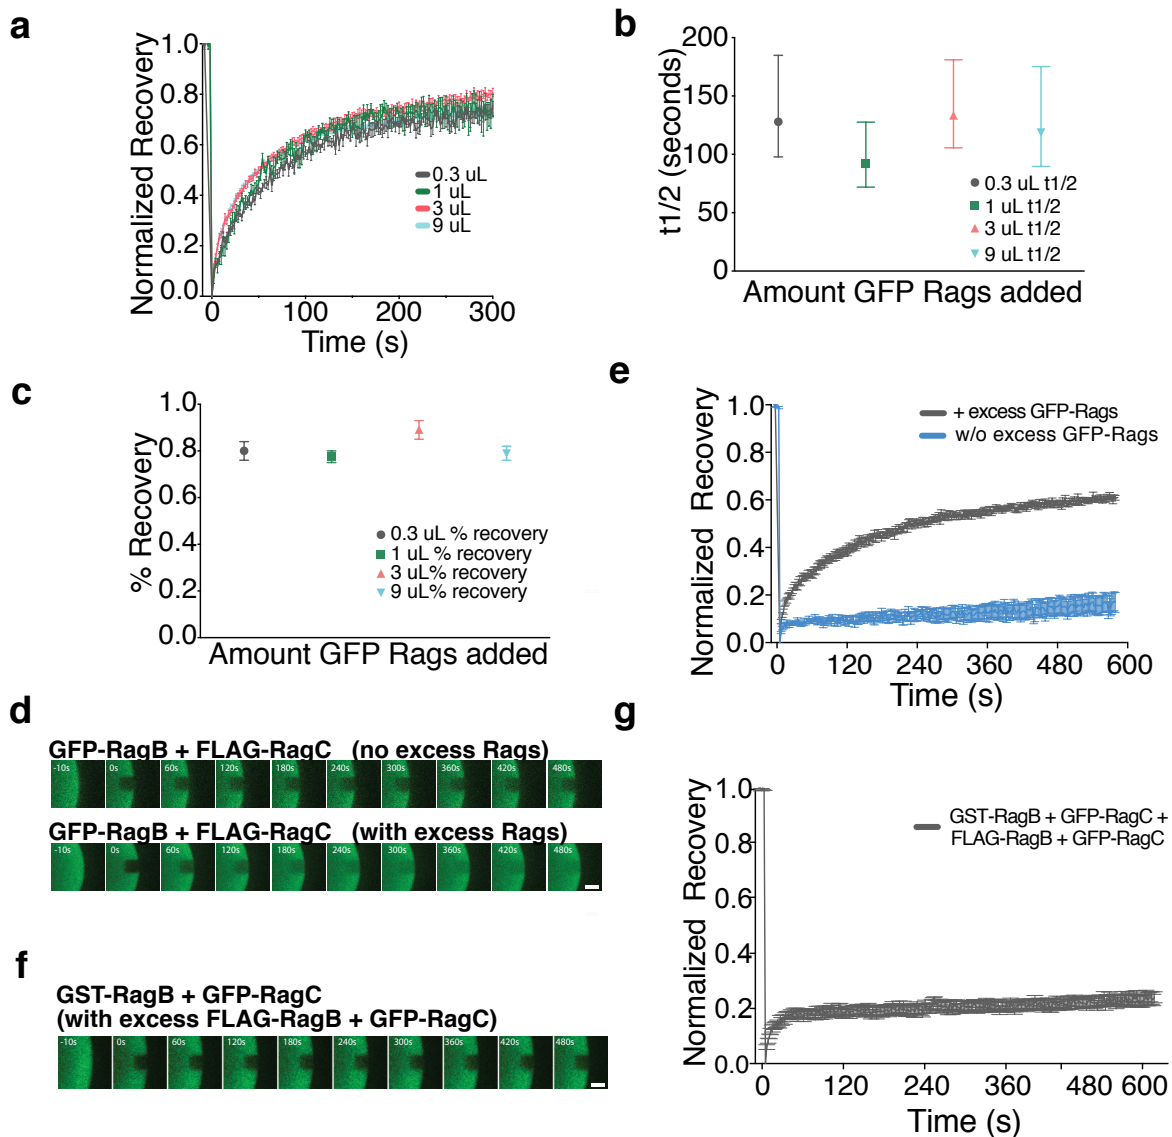 a
1.0
0.8
0.6
0.4
0.2
0.0
Normalized Recovery
0.3 uL
1 uL
3 uL
9 uL
0
100
200
300
Time (s)
b
200
150
100
50
0
t1/2 (seconds)
0.3 uL t1/2
1 uL t1/2
3 uL t1/2
9 uL t1/2
Amount GFP Rags added
c
1.0
0.8
0.6
0.4
0.2
0.0
% Recovery
0.3 uL % recovery
1 uL % recovery
3 uL% recovery
9 uL% recovery
Amount GFP Rags added
e
1.0
0.8
0.6
0.4
0.2
0.0
Normalized Recovery
+ excess GFP-Rags
w/o excess GFP-Rags
0
120
240
360
480
600
Time (s)
d
GFP-RagB + FLAG-RagC (no excess Rags)
-10s 0s 60s 120s 180s 240s 300s 360s 420s 480s
GFP-RagB + FLAG-RagC (with excess Rags)
-10s 0s 60s 120s 180s 240s 300s 360s 420s 480s
f
GST-RagB + GFP-RagC
(with excess FLAG-RagB + GFP-RagC)
-10s 0s 60s 120s 180s 240s 300s 360s 420s 480s
g
1.0
0.8
0.6
0.4
0.2
0.0
Normalized Recovery
GST-RagB + GFP-RagC +
FLAG-RagB + GFP-RagC
0
120
240
360
480
600
Time (s)